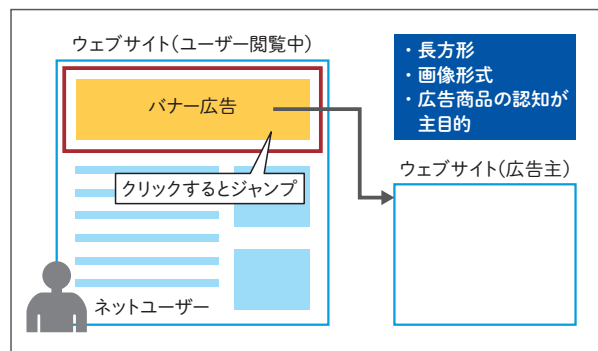 ウェブサイト(ユーザー閲覧中)
バナー広告
クリックするとジャンプ
ネットユーザー
・長方形
・画像形式
・広告商品の認知が
主目的
ウェブサイト(広告主)